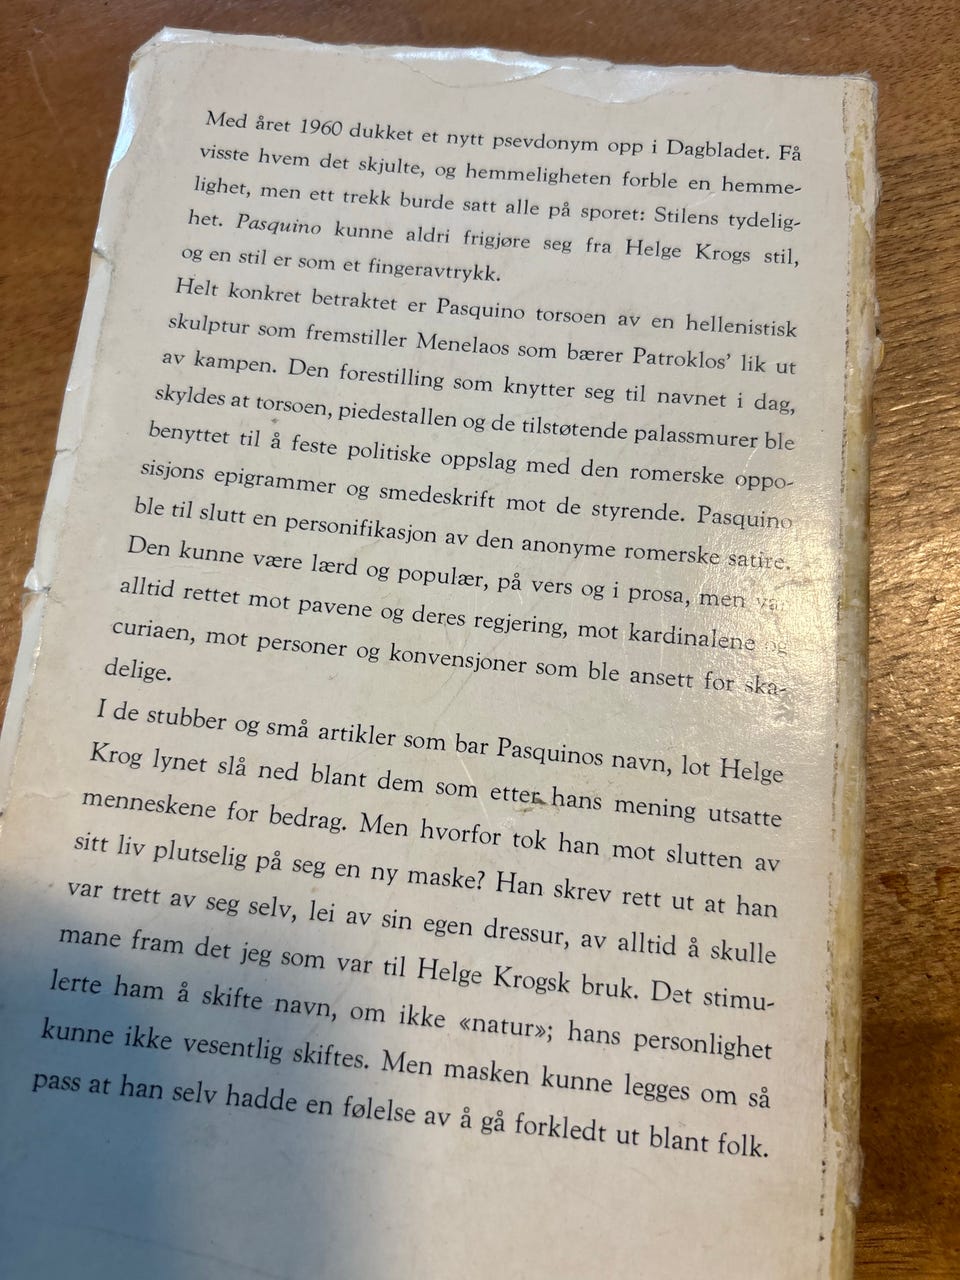 Med året 1960 dukket et nytt psevdonym opp i Dagbladet. Få
visste hvem det skjulte, og hemmeligheten forble en hemme-
lighet, men ett trekk burde satt alle på sporet: Stilens tydelig-
het. Pasquino kunne aldri frigjøre seg fra Helge Krogs stil,
og en stil er som et fingeravtrykk.
Helt konkret betraktet er Pasquino torsoen av en hellenistisk
skulptur som fremstiller Menelaos som bærer Patroklos’ lik ut
av kampen. Den forestilling som knytter seg til navnet i dag,
skyldes at torsoen, piedestallen og de tilstøtende palassmurer ble
benyttet til å feste politiske oppslag med den romerske oppo-
sisjons epigrammer og smedeskrift mot de styrende. Pasquino
ble til slutt en personifikasjon av den anonyme romerske satire.
Den kunne være lærd og populær, på vers og i prosa, men var
alltid rettet mot pavene og deres regjering, mot kardinalene og
curiaen, mot personer og konvensjoner som ble ansett for ska-
delige.
I de stubber og små artikler som bar Pasquinos navn, lot Helge
Krog lynet slå ned blant dem som etter hans mening utsatte
menneskene for bedrag. Men hvorfor tok han mot slutten av
sitt liv plutselig på seg en ny maske? Han skrev rett ut at han
var trett av seg selv, lei av sin egen dressur, av alltid å skulle
mane fram det jeg som var til Helge Krogsk bruk. Det stimu-
lerte ham å skifte navn, om ikke «natur»; hans personlighet
kunne ikke vesentlig skiftes. Men masken kunne legges om så
pass at han selv hadde en følelse av å gå forkledt ut blant folk.